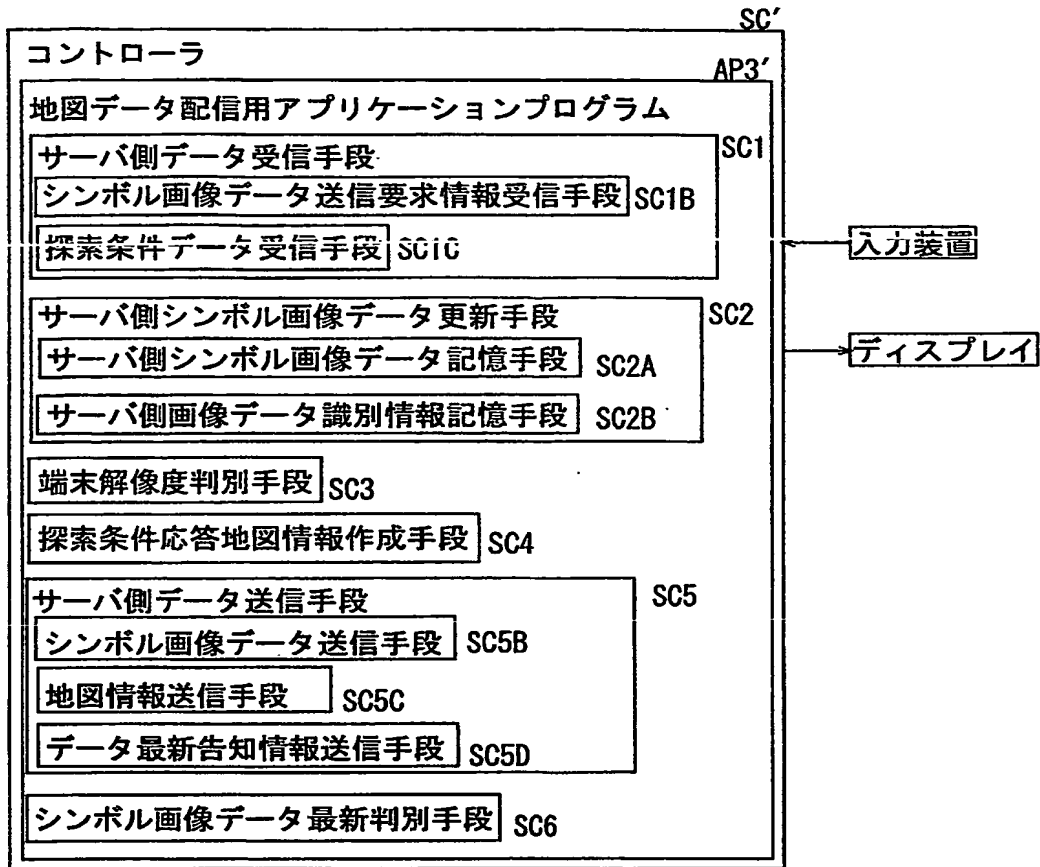 SC′
コントローラ
AP3′
地図データ配信用アプリケーションプログラム
サーバ側データ受信手段 SC1
シンボル画像データ送信要求情報受信手段 SC1B
探索条件データ受信手段 SC1C
入力装置
サーバ側シンボル画像データ更新手段 SC2
サーバ側シンボル画像データ記憶手段 SC2A
ディスプレイ
サーバ側画像データ識別情報記憶手段 SC2B
端末解像度判別手段 SC3
探索条件応答地図情報作成手段 SC4
サーバ側データ送信手段 SC5
シンボル画像データ送信手段 SC5B
地図情報送信手段 SC5C
データ最新告知情報送信手段 SC5D
シンボル画像データ最新判別手段 SC6